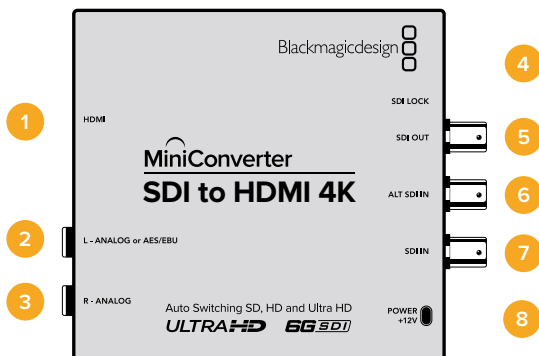 Blackmagicdesign
4
SDI LOCK
1
HDMI
SDI OUT
5
MiniConverter
SDI to HDMI 4K
ALT SDI IN
6
2
L - ANALOG or AES/EBU
SDI IN
7
3
R - ANALOG
Auto Switching SD, HD and Ultra HD
POWER
+12V
8
ULTRA HD 6G SDI